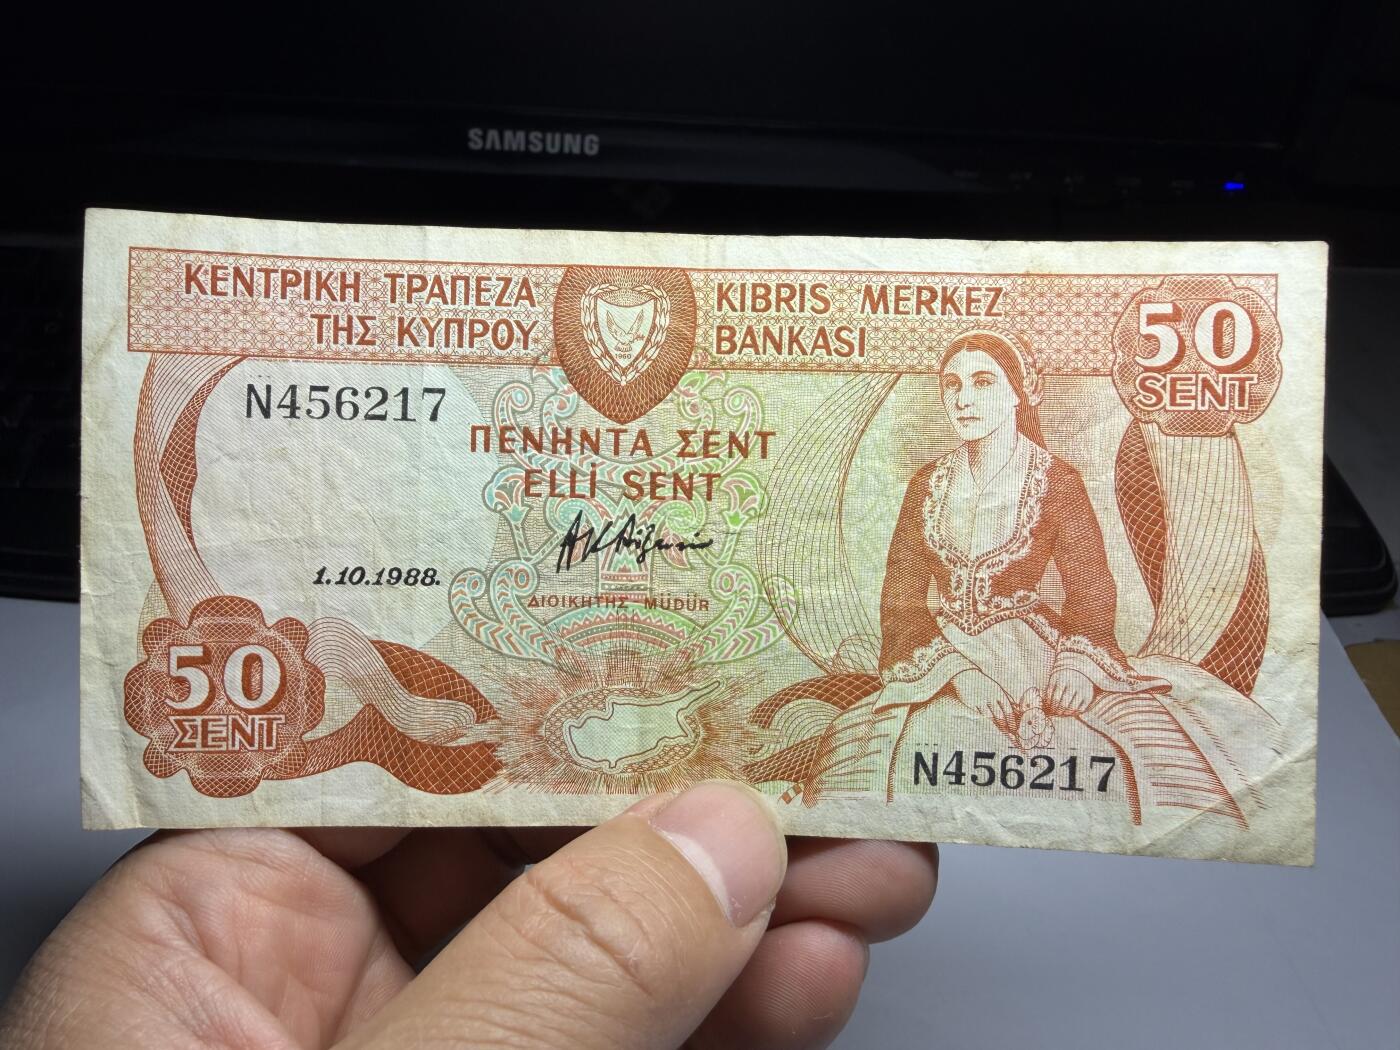 SAMSUNG
ΚΕΝΤΡΙΚΗ ΤΡΑΠΕΖΑ
ΤΗΣ ΚΥΠΡΟΥ
KIBRIS MERKEZ
BANKASI
1960
50
SENT
N456217
ΠΕΝΗΝΤΑ ΣΕΝΤ
ELLİ SENT
1.10.1988.
ΔΙΟΙΚΗΤΗΣ MÜDÜR
50
ΣΕΝΤ
N456217